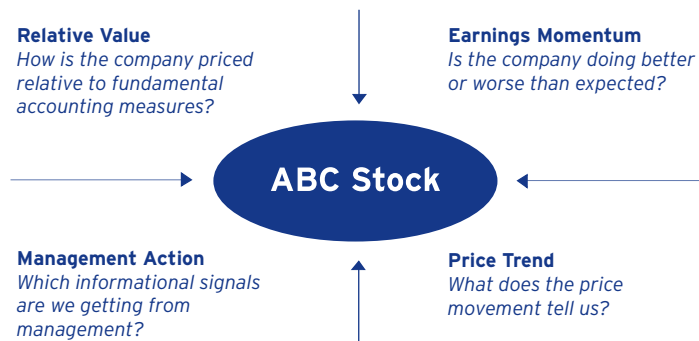 Relative Value
How is the company priced
relative to fundamental
accounting measures?
Earnings Momentum
Is the company doing better
or worse than expected?
ABC Stock
Management Action
Which informational signals
are we getting from
management?
Price Trend
What does the price
movement tell us?